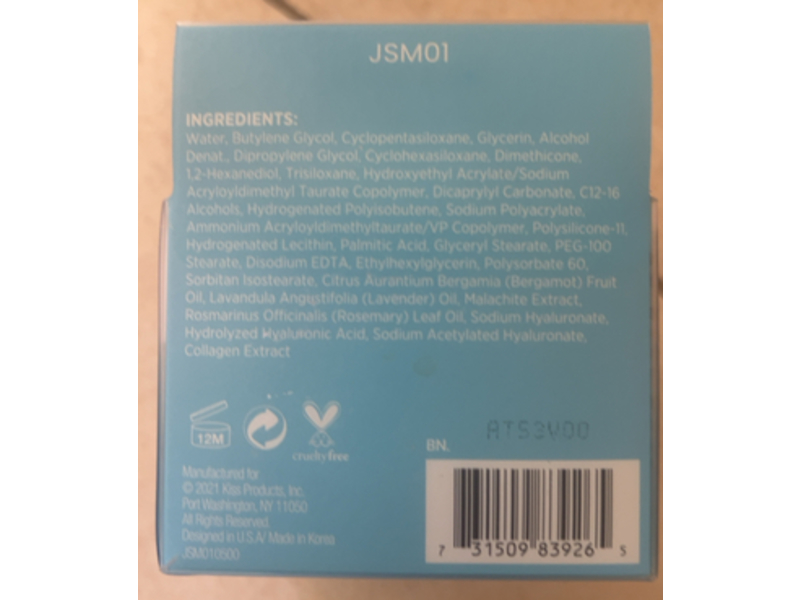 JSM01
INGREDIENTS:
Water, Butylene Glycol, Cyclopentasiloxane, Glycerin, Alcohol
Denat., Dipropylene Glycol, Cyclohexasiloxane, Dimethicone,
1,2-Hexanediol, Trisiloxane, Hydroxyethyl Acrylate/Sodium
Acryloyldimethyl Taurate Copolymer, Dicaprylyl Carbonate, C12-16
Alcohols, Hydrogenated Polyisobutene, Sodium Polyacrylate,
Ammonium Acryloyldimethyltaurate/VP Copolymer, Polysilicone-11,
Hydrogenated Lecithin, Palmitic Acid, Glyceryl Stearate, PEG-100
Stearate, Disodium EDTA, Ethylhexylglycerin, Polysorbate 60,
Sorbitan Isostearate, Citrus Aurantium Bergamia (Bergamot) Fruit
Oil, Lavandula Angustifolia (Lavender) Oil, Malachite Extract,
Rosmarinus Officinalis (Rosemary) Leaf Oil, Sodium Hyaluronate,
Hydrolyzed Hyaluronic Acid, Sodium Acetylated Hyaluronate,
Collagen Extract
12M
crueltyfree
Manufactured for
© 2021 Kiss Products, Inc.
Port Washington, NY 11050
All Rights Reserved.
Designed in U.S.A/ Made in Korea
JSM010500
BN. AT53V00
7 31509 83926 5